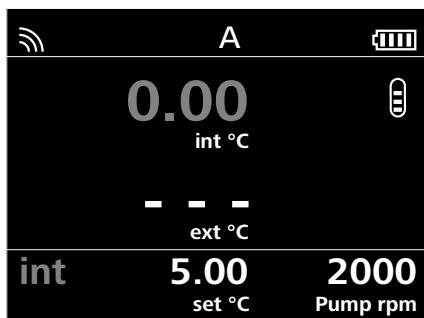 A
0.00
int °C
- - -
ext °C
int 5.00 2000
set °C Pump rpm